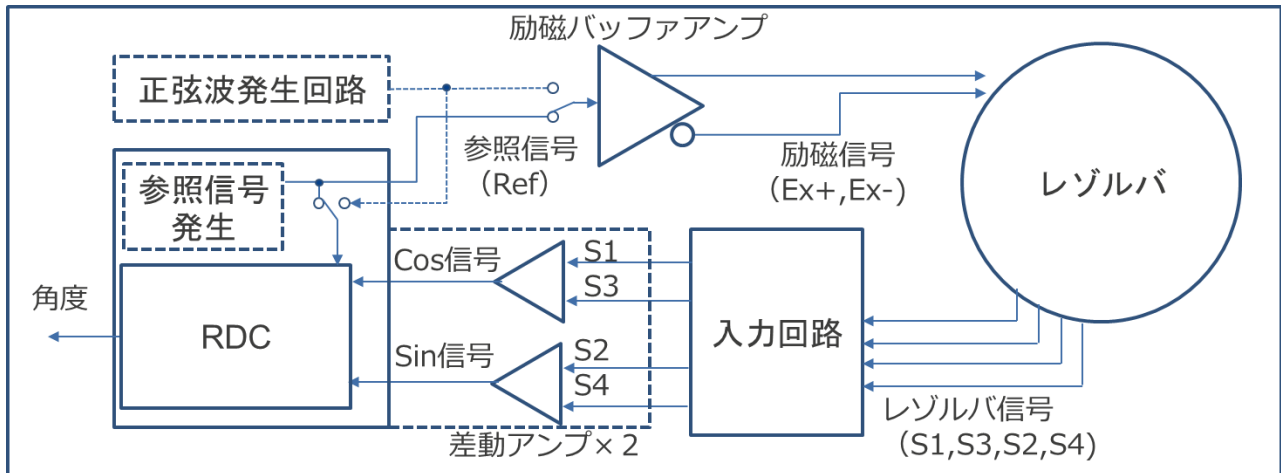 励磁バッファアンプ
正弦波発生回路
参照信号
（Ref）
励磁信号
（Ex+,Ex-）
レゾルバ
参照信号
発生
Cos信号
S1
S3
角度
RDC
入力回路
Sin信号
S2
S4
差動アンプ×２
レゾルバ信号
（S1,S3,S2,S4）